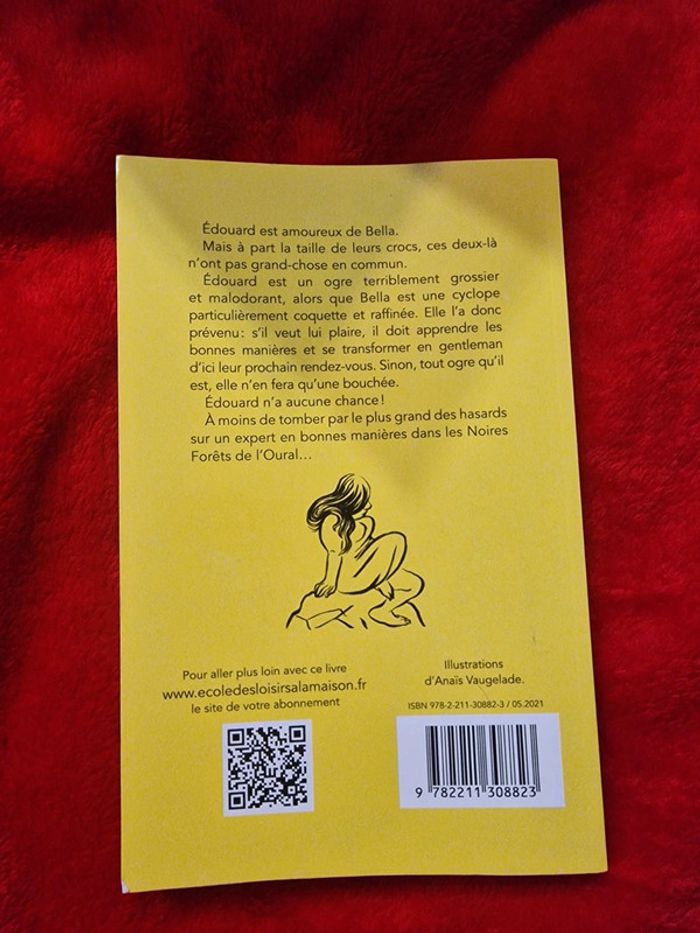 Édouard est amoureux de Bella.
Mais à part la taille de leurs crocs, ces deux-là
n'ont pas grand-chose en commun.
Édouard est un ogre terriblement grossier
et malodorant, alors que Bella est une cyclope
particulièrement coquette et raffinée. Elle l'a donc
prévenu : s'il veut lui plaire, il doit apprendre les
bonnes manières et se transformer en gentleman
d'ici leur prochain rendez-vous. Sinon, tout ogre qu'il
est, elle n'en fera qu'une bouchée.
Édouard n'a aucune chance !
À moins de tomber par le plus grand des hasards
sur un expert en bonnes manières dans les Noires
Forêts de l'Oural...
Pour aller plus loin avec ce livre
www.ecoledesloisirsalamaison.fr
le site de votre abonnement
Illustrations
d'Anaïs Vaugelade.
ISBN 978-2-211-30882-3 / 05.2021
9 782211 308823